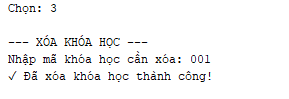 Chọn: 3
--- XÓA KHÓA HỌC ---
Nhập mã khóa học cần xóa: 001
✓ Đã xóa khóa học thành công!